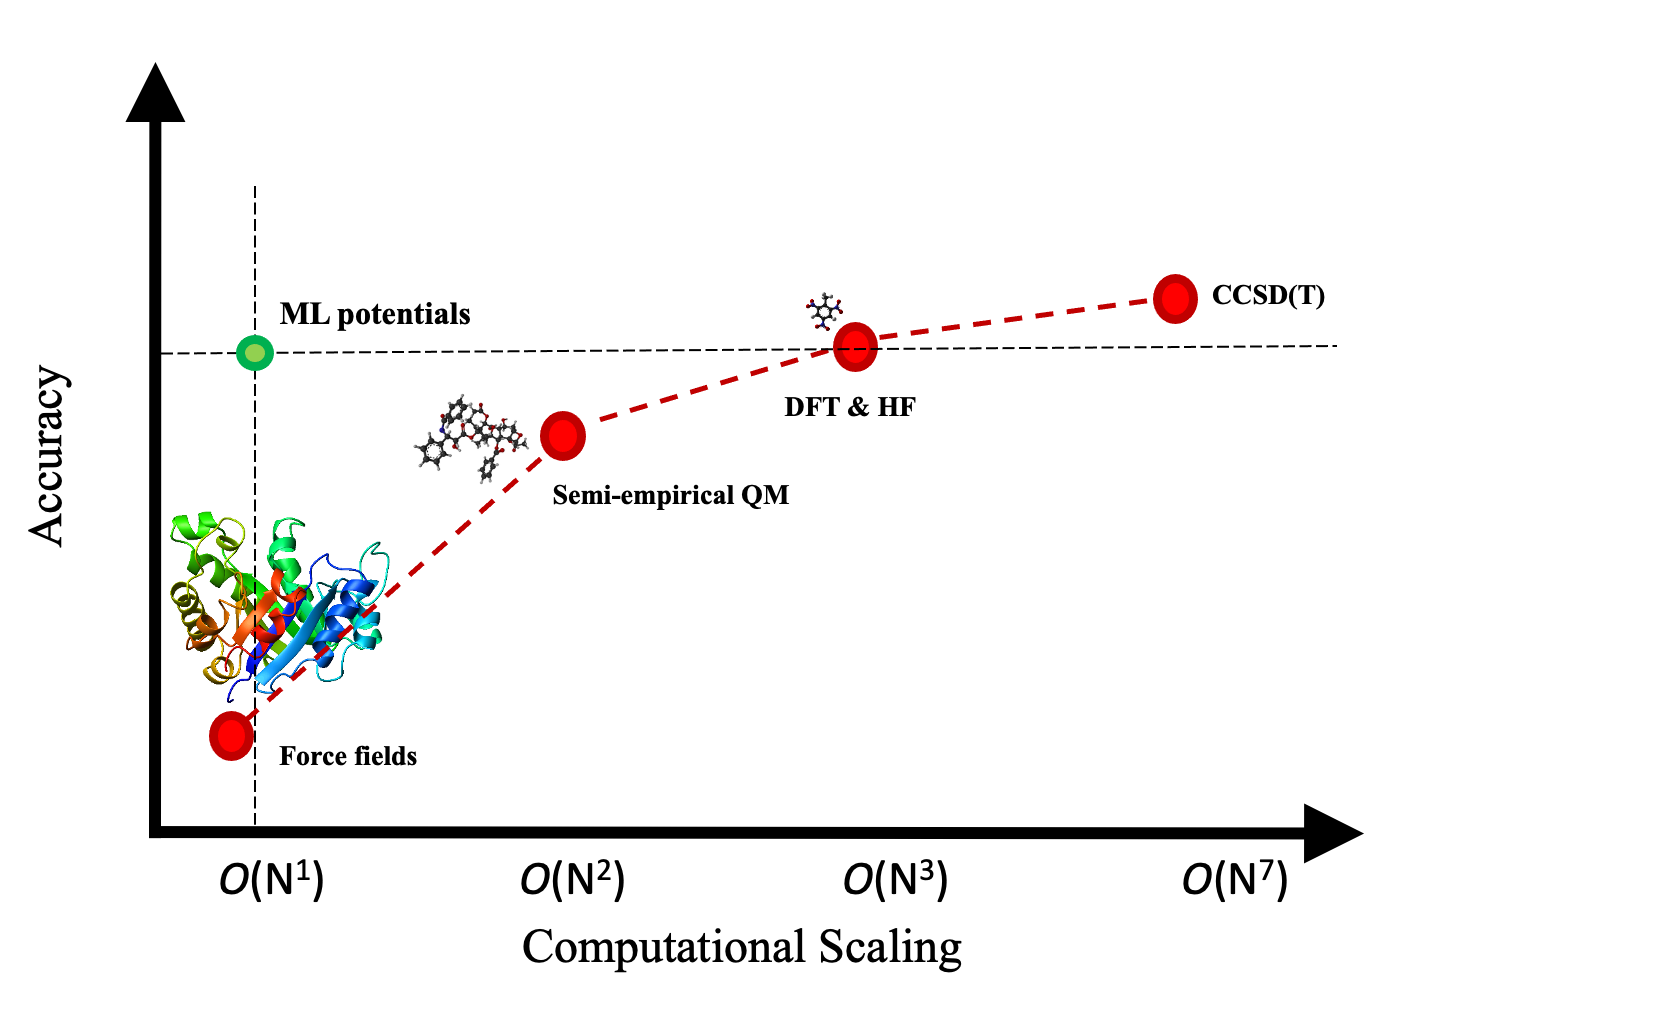 CCSD(T)
ML potentials
DFT & HF
Accuracy
Semi-empirical QM
Force fields
O(N¹)
O(N²)
O(N³)
O(N⁷)
Computational Scaling